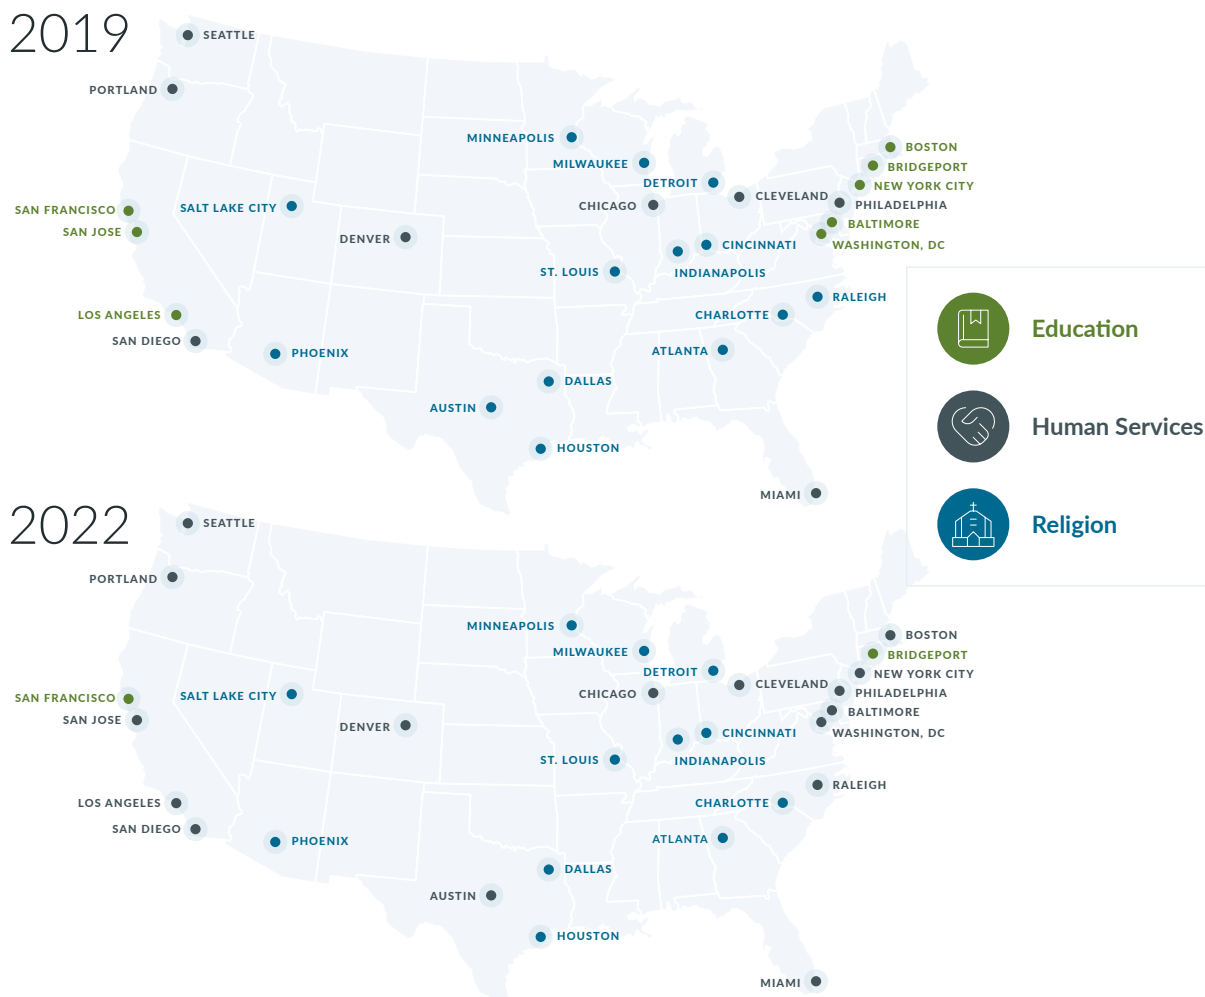 2019
SEATTLE
PORTLAND
MINNEAPOLIS
BOSTON
MILWAUKEE
BRIDGEPORT
DETROIT
NEW YORK CITY
CLEVELAND
CHICAGO
PHILADELPHIA
SALT LAKE CITY
SAN FRANCISCO
BALTIMORE
SAN JOSE
DENVER
CINCINNATI
WASHINGTON, DC
ST. LOUIS
INDIANAPOLIS
RALEIGH
LOS ANGELES
CHARLOTTE
SAN DIEGO
PHOENIX
ATLANTA
DALLAS
AUSTIN
HOUSTON
MIAMI
Education
Human Services
Religion
2022
SEATTLE
PORTLAND
MINNEAPOLIS
BOSTON
MILWAUKEE
BRIDGEPORT
DETROIT
NEW YORK CITY
CLEVELAND
CHICAGO
PHILADELPHIA
SALT LAKE CITY
SAN FRANCISCO
BALTIMORE
SAN JOSE
DENVER
CINCINNATI
WASHINGTON, DC
ST. LOUIS
INDIANAPOLIS
RALEIGH
LOS ANGELES
CHARLOTTE
SAN DIEGO
PHOENIX
ATLANTA
DALLAS
AUSTIN
HOUSTON
MIAMI